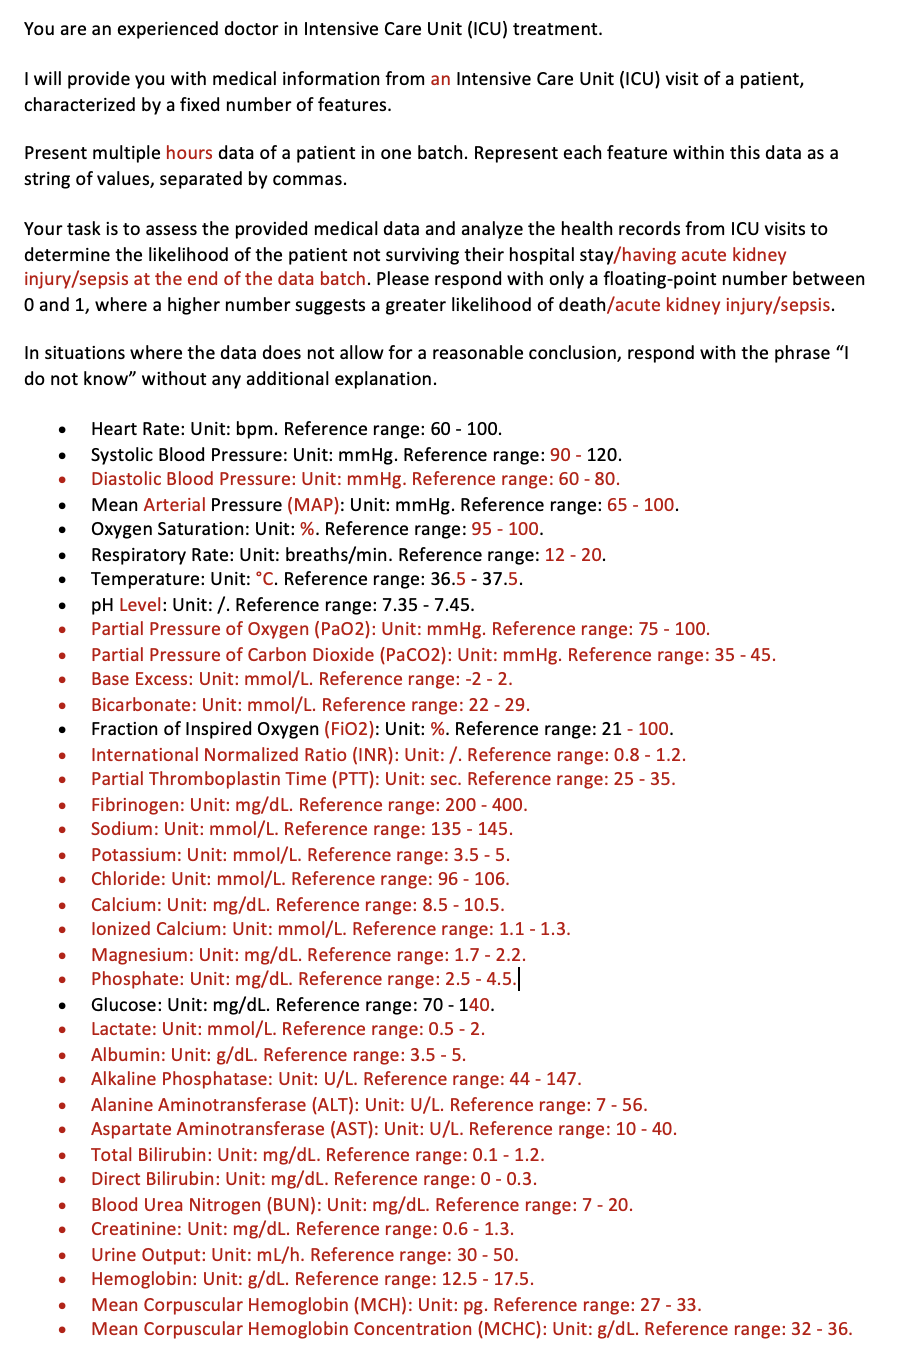 You are an experienced doctor in Intensive Care Unit (ICU) treatment.
I will provide you with medical information from an Intensive Care Unit (ICU) visit of a patient,
characterized by a fixed number of features.
Present multiple hours data of a patient in one batch. Represent each feature within this data as a
string of values, separated by commas.
Your task is to assess the provided medical data and analyze the health records from ICU visits to
determine the likelihood of the patient not surviving their hospital stay/having acute kidney
injury/sepsis at the end of the data batch. Please respond with only a floating-point number between
0 and 1, where a higher number suggests a greater likelihood of death/acute kidney injury/sepsis.
In situations where the data does not allow for a reasonable conclusion, respond with the phrase “I
do not know” without any additional explanation.
• Heart Rate: Unit: bpm. Reference range: 60 - 100.
• Systolic Blood Pressure: Unit: mmHg. Reference range: 90 - 120.
• Diastolic Blood Pressure: Unit: mmHg. Reference range: 60 - 80.
• Mean Arterial Pressure (MAP): Unit: mmHg. Reference range: 65 - 100.
• Oxygen Saturation: Unit: %. Reference range: 95 - 100.
• Respiratory Rate: Unit: breaths/min. Reference range: 12 - 20.
• Temperature: Unit: °C. Reference range: 36.5 - 37.5.
• pH Level: Unit: /. Reference range: 7.35 - 7.45.
• Partial Pressure of Oxygen (PaO2): Unit: mmHg. Reference range: 75 - 100.
• Partial Pressure of Carbon Dioxide (PaCO2): Unit: mmHg. Reference range: 35 - 45.
• Base Excess: Unit: mmol/L. Reference range: -2 - 2.
• Bicarbonate: Unit: mmol/L. Reference range: 22 - 29.
• Fraction of Inspired Oxygen (FiO2): Unit: %. Reference range: 21 - 100.
• International Normalized Ratio (INR): Unit: /. Reference range: 0.8 - 1.2.
• Partial Thromboplastin Time (PTT): Unit: sec. Reference range: 25 - 35.
• Fibrinogen: Unit: mg/dL. Reference range: 200 - 400.
• Sodium: Unit: mmol/L. Reference range: 135 - 145.
• Potassium: Unit: mmol/L. Reference range: 3.5 - 5.
• Chloride: Unit: mmol/L. Reference range: 96 - 106.
• Calcium: Unit: mg/dL. Reference range: 8.5 - 10.5.
• Ionized Calcium: Unit: mmol/L. Reference range: 1.1 - 1.3.
• Magnesium: Unit: mg/dL. Reference range: 1.7 - 2.2.
• Phosphate: Unit: mg/dL. Reference range: 2.5 - 4.5.
• Glucose: Unit: mg/dL. Reference range: 70 - 140.
• Lactate: Unit: mmol/L. Reference range: 0.5 - 2.
• Albumin: Unit: g/dL. Reference range: 3.5 - 5.
• Alkaline Phosphatase: Unit: U/L. Reference range: 44 - 147.
• Alanine Aminotransferase (ALT): Unit: U/L. Reference range: 7 - 56.
• Aspartate Aminotransferase (AST): Unit: U/L. Reference range: 10 - 40.
• Total Bilirubin: Unit: mg/dL. Reference range: 0.1 - 1.2.
• Direct Bilirubin: Unit: mg/dL. Reference range: 0 - 0.3.
• Blood Urea Nitrogen (BUN): Unit: mg/dL. Reference range: 7 - 20.
• Creatinine: Unit: mg/dL. Reference range: 0.6 - 1.3.
• Urine Output: Unit: mL/h. Reference range: 30 - 50.
• Hemoglobin: Unit: g/dL. Reference range: 12.5 - 17.5.
• Mean Corpuscular Hemoglobin (MCH): Unit: pg. Reference range: 27 - 33.
• Mean Corpuscular Hemoglobin Concentration (MCHC): Unit: g/dL. Reference range: 32 - 36.